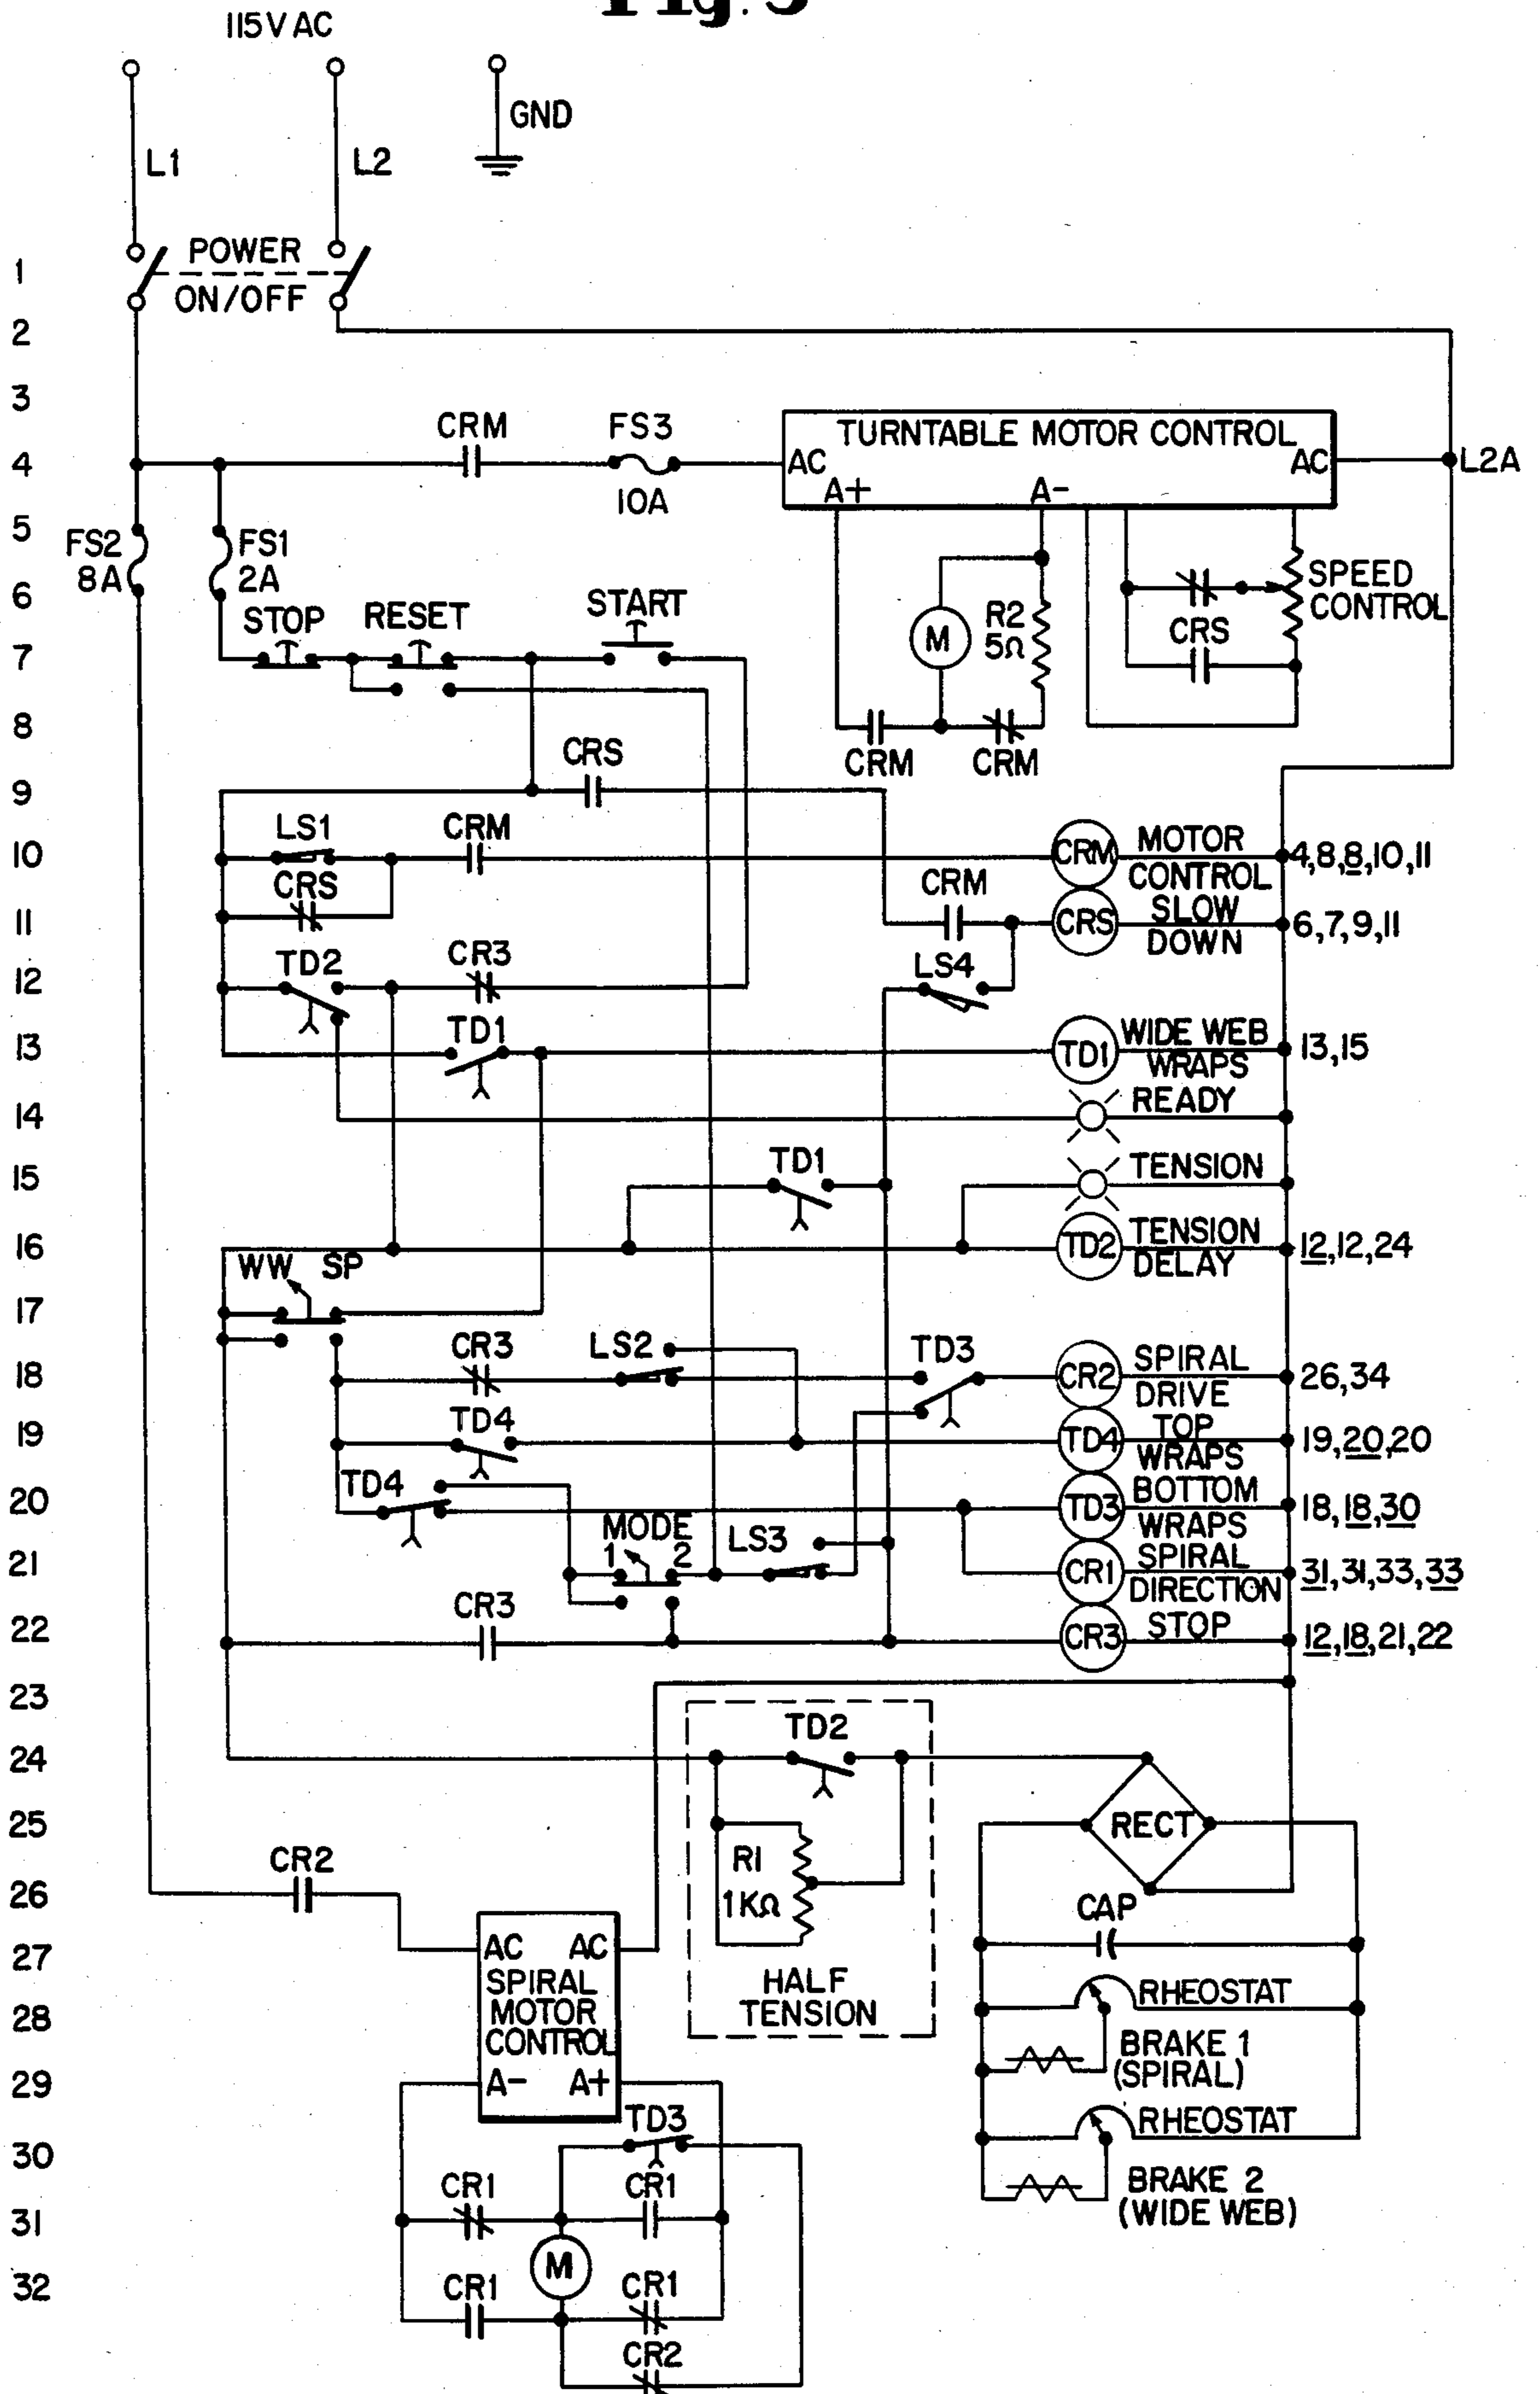 Fig. 5
115V AC
GND
L1
L2
1
POWER
ON/OFF
2
3
CRM
FS3
TURNTABLE MOTOR CONTROL
4
AC
AC
L2A
10A
A+
A-
5
FS2
8A
FS1
2A
6
SPEED
CONTROL
STOP
RESET
START
R2
5Ω
M
CRS
7
8
CRM
CRM
CRS
9
LS1
CRM
10
CRM
MOTOR
CONTROL
4,8,8,10,11
CRS
CRM
11
CRS
SLOW
DOWN
6,7,9,11
TD2
CR3
LS4
12
TD1
13
TD1
WIDE WEB
WRAPS
13,15
READY
14
TD1
TENSION
15
16
TD2
TENSION
DELAY
12,12,24
WW
SP
17
CR3
LS2
TD3
18
CR2
SPIRAL
DRIVE
26,34
TD4
19
TD4
TOP
WRAPS
19,20,20
TD4
20
TD3
BOTTOM
WRAPS
18,18,30
MODE
1
2
LS3
21
CR1
SPIRAL
DIRECTION
31,31,33,33
CR3
22
CR3
STOP
12,18,21,22
23
TD2
24
25
RECT
R1
1KΩ
CR2
26
CAP
27
AC
AC
SPIRAL
MOTOR
CONTROL
HALF
TENSION
RHEOSTAT
28
BRAKE 1
(SPIRAL)
29
A-
A+
TD3
RHEOSTAT
30
CR1
CR1
BRAKE 2
(WIDE WEB)
31
M
32
CR1
CR1
CR2